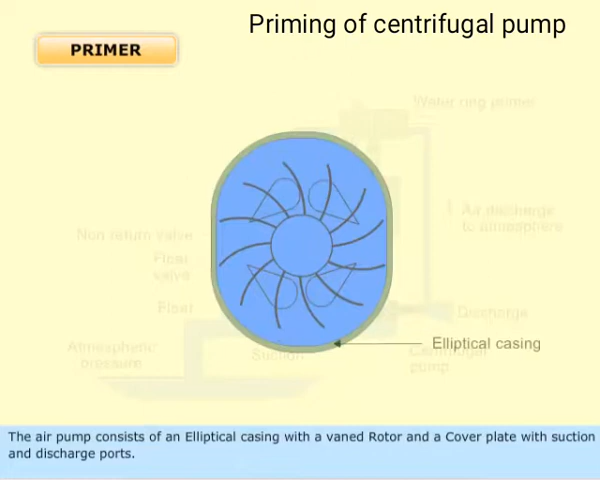 Priming of centrifugal pump
PRIMER
Water ring primer
Air discharge
to atmosphere
Non return valve
Float
valve
Float
Discharge
Elliptical casing
Atmospheric
pressure
Suction
Centrifugal
pump
The air pump consists of an Elliptical casing with a vaned Rotor and a Cover plate with suction
and discharge ports.